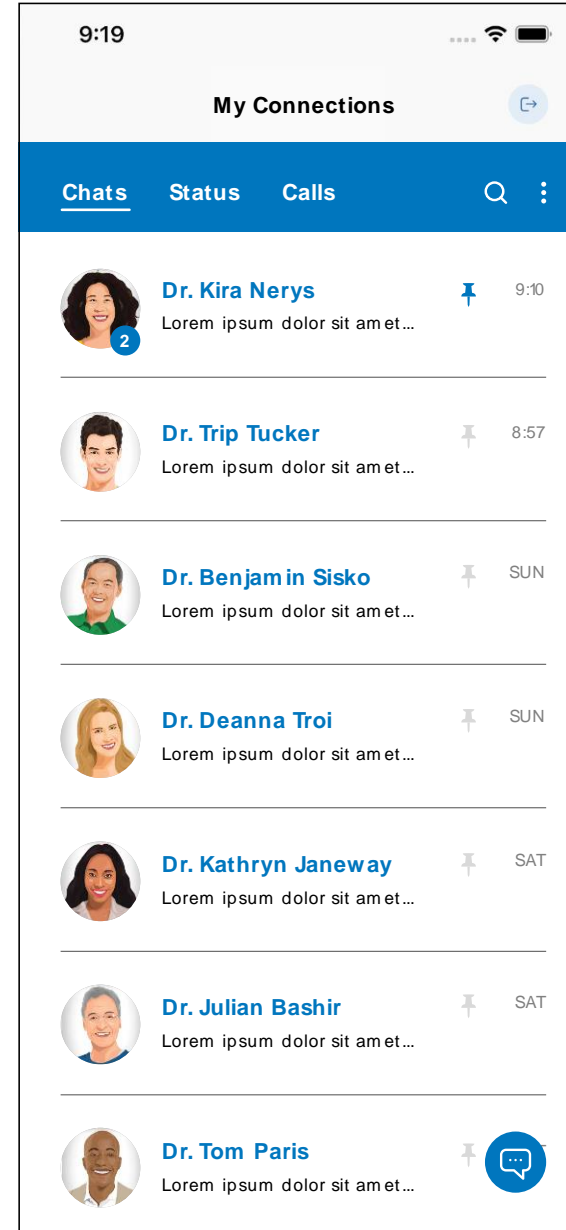 9:19
My Connections
Chats Status Calls
Dr. Kira Nerys 9:10
Lorem ipsum dolor sit amet...
2
Dr. Trip Tucker 8:57
Lorem ipsum dolor sit amet...
Dr. Benjamin Sisko SUN
Lorem ipsum dolor sit amet...
Dr. Deanna Troi SUN
Lorem ipsum dolor sit amet...
Dr. Kathryn Janeway SAT
Lorem ipsum dolor sit amet...
Dr. Julian Bashir SAT
Lorem ipsum dolor sit amet...
Dr. Tom Paris
Lorem ipsum dolor sit amet...